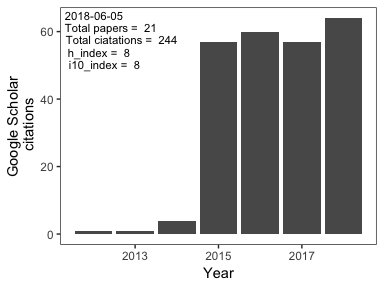 2018-06-05
Total papers = 21
Total ciatations = 244
h_index = 8
i10_index = 8
60
40
20
0
Google Scholar
citations
2013
2015
2017
Year